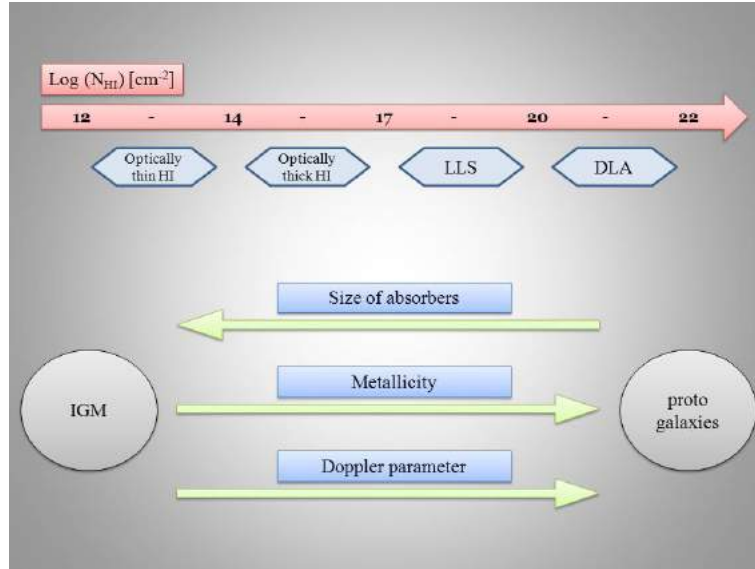 Log (N_HI) [cm⁻²]
12 - 14 - 17 - 20 - 22
Optically
thin HI
Optically
thick HI
LLS
DLA
Size of absorbers
IGM
Metallicity
proto
galaxies
Doppler parameter